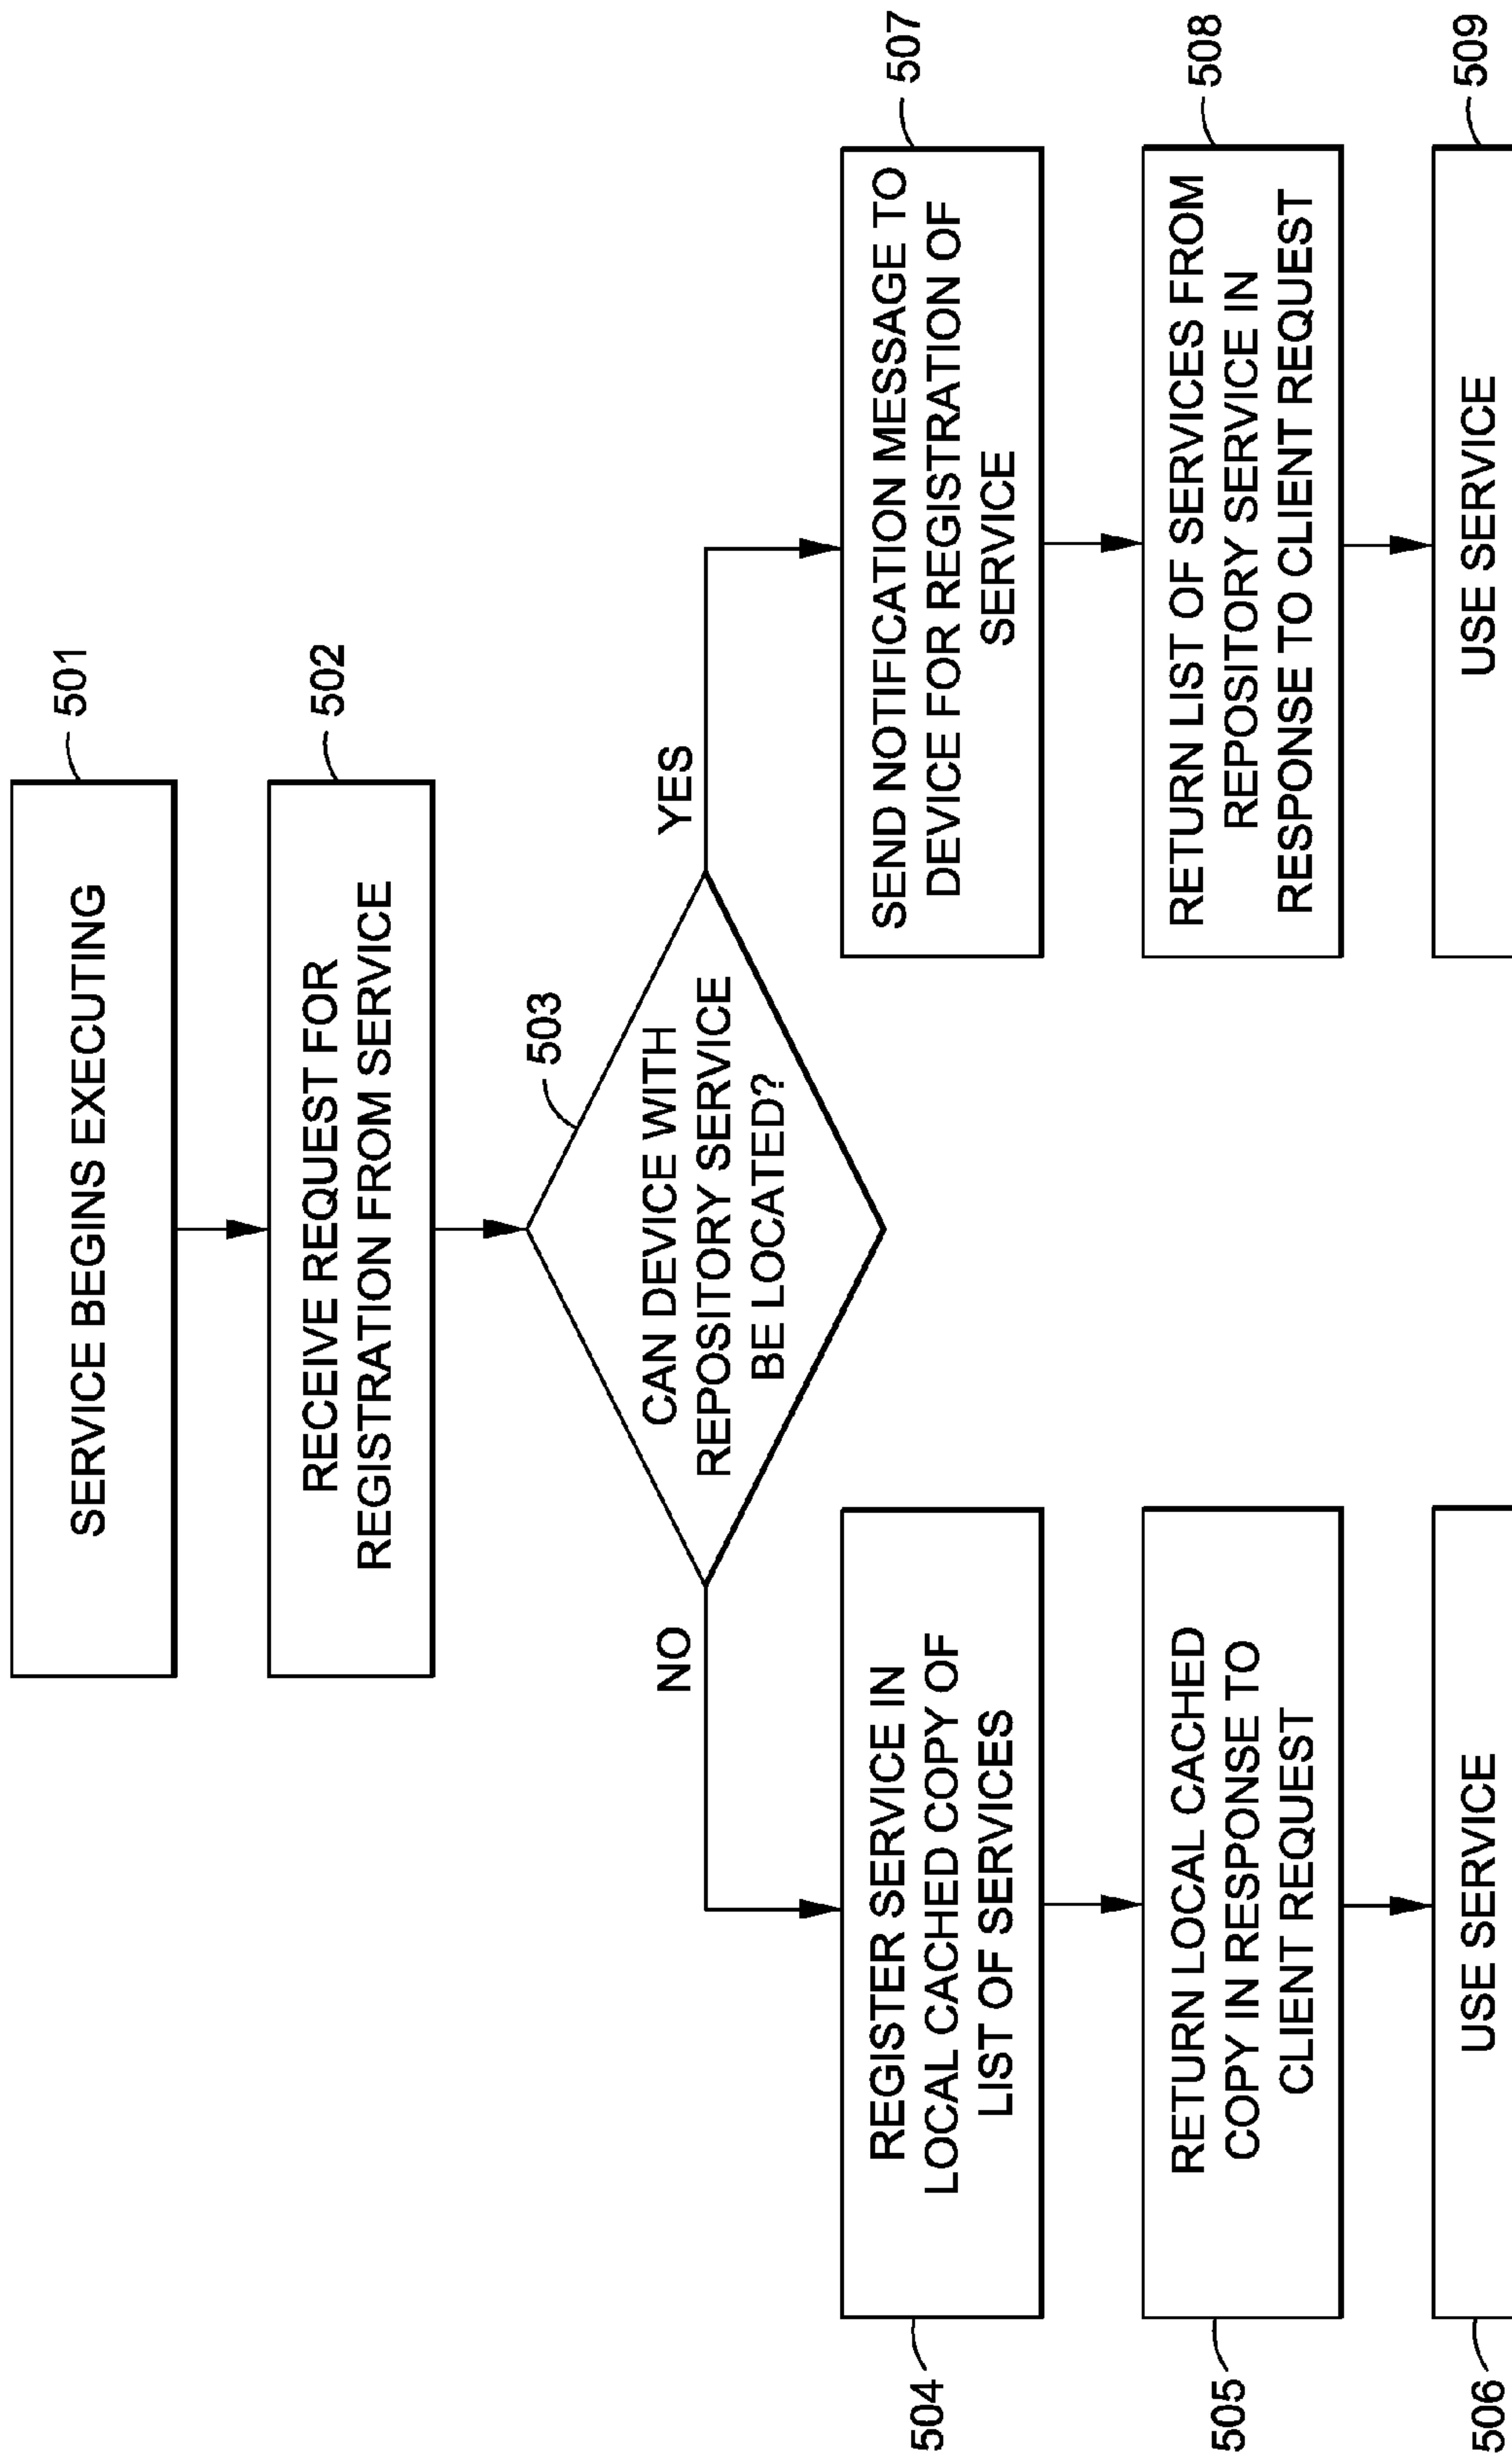 501
SERVICE BEGINS EXECUTING
502
RECEIVE REQUEST FOR
REGISTRATION FROM SERVICE
503
CAN DEVICE WITH
REPOSITORY SERVICE
BE LOCATED?
NO
YES
504
REGISTER SERVICE IN
LOCAL CACHED COPY OF
LIST OF SERVICES
505
RETURN LOCAL CACHED
COPY IN RESPONSE TO
CLIENT REQUEST
506
USE SERVICE
507
SEND NOTIFICATION MESSAGE TO
DEVICE FOR REGISTRATION OF
SERVICE
508
RETURN LIST OF SERVICES FROM
REPOSITORY SERVICE IN
RESPONSE TO CLIENT REQUEST
509
USE SERVICE